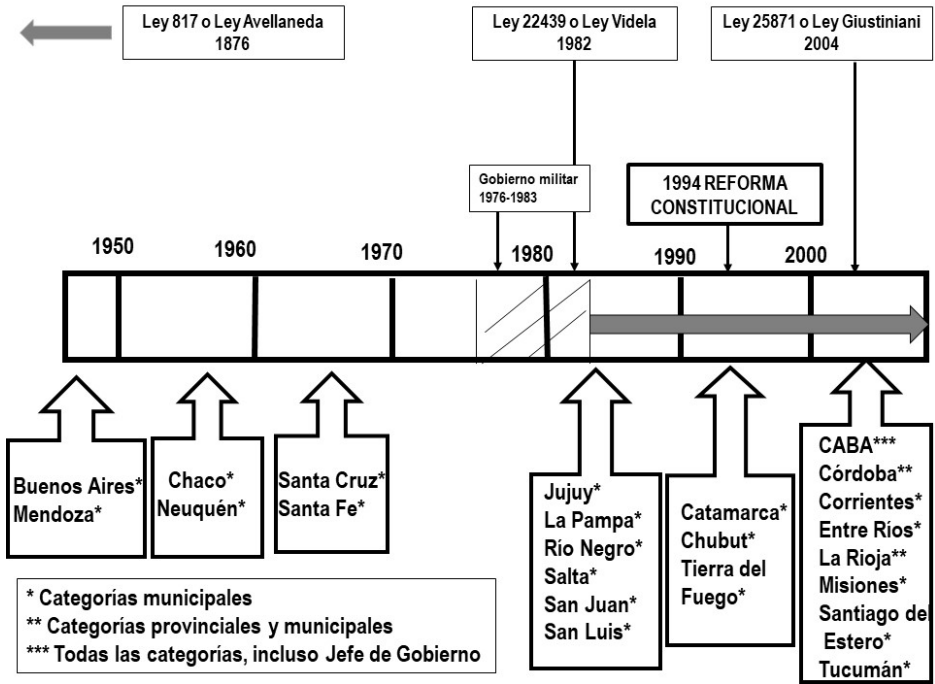 Ley 817 o Ley Avellaneda
1876
Ley 22439 o Ley Videla
1982
Ley 25871 o Ley Giustiniani
2004
Gobierno militar
1976-1983
1994 REFORMA
CONSTITUCIONAL
1950
1960
1970
1980
1990
2000
Buenos Aires*
Mendoza*
Chaco*
Neuquén*
Santa Cruz*
Santa Fe*
Jujuy*
La Pampa*
Río Negro*
Salta*
San Juan*
San Luis*
Catamarca*
Chubut*
Tierra del
Fuego*
CABA***
Córdoba**
Corrientes*
Entre Ríos*
La Rioja**
Misiones*
Santiago del
Estero*
Tucumán*
* Categorías municipales
** Categorías provinciales y municipales
*** Todas las categorías, incluso Jefe de Gobierno